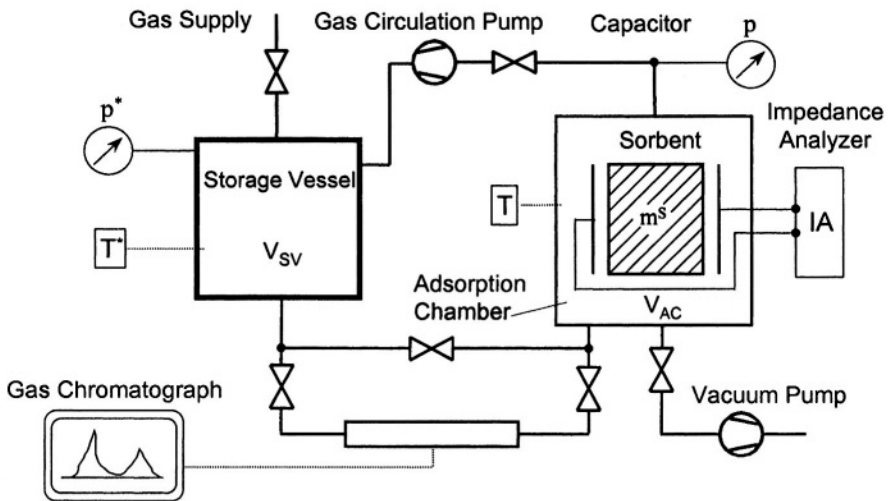 Gas Supply
Gas Circulation Pump
Capacitor
p
p*
Storage Vessel
V_SV
T*
Sorbent
m^s
T
Impedance
Analyzer
IA
Adsorption
Chamber
V_AC
Gas Chromatograph
Vacuum Pump